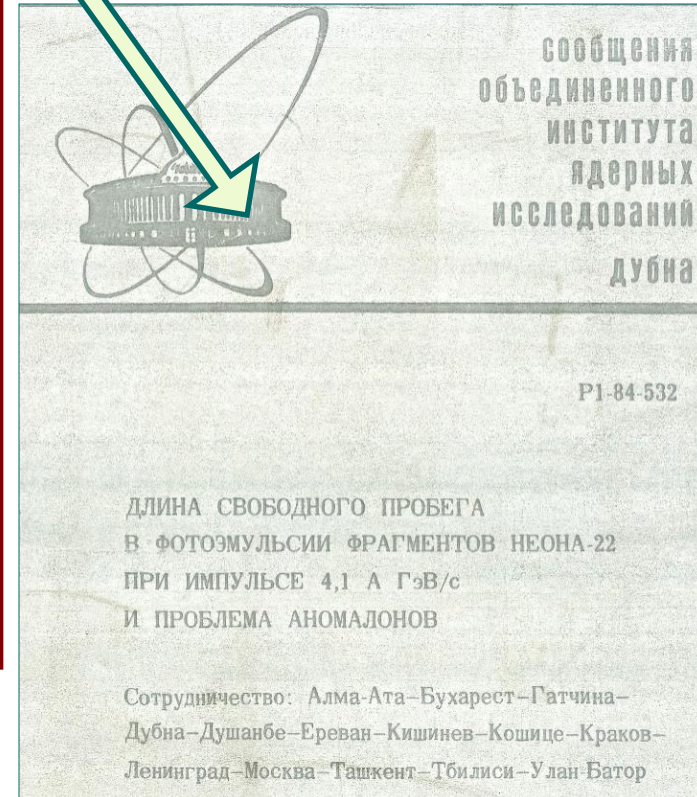 сообщения
объединенного
института
ядерных
исследований
дубна
Р1-84-532
ДЛИНА СВОБОДНОГО ПРОБЕГА
В ФОТОЭМУЛЬСИИ ФРАГМЕНТОВ НЕОНА-22
ПРИ ИМПУЛЬСЕ 4,1 А ГэВ/с
И ПРОБЛЕМА АНОМАЛОНОВ
Сотрудничество: Алма-Ата–Бухарест–Гатчина–
Дубна–Душанбе–Ереван–Кишинев–Кошице–Краков–
Ленинград–Москва–Ташкент–Тбилиси–Улан-Батор